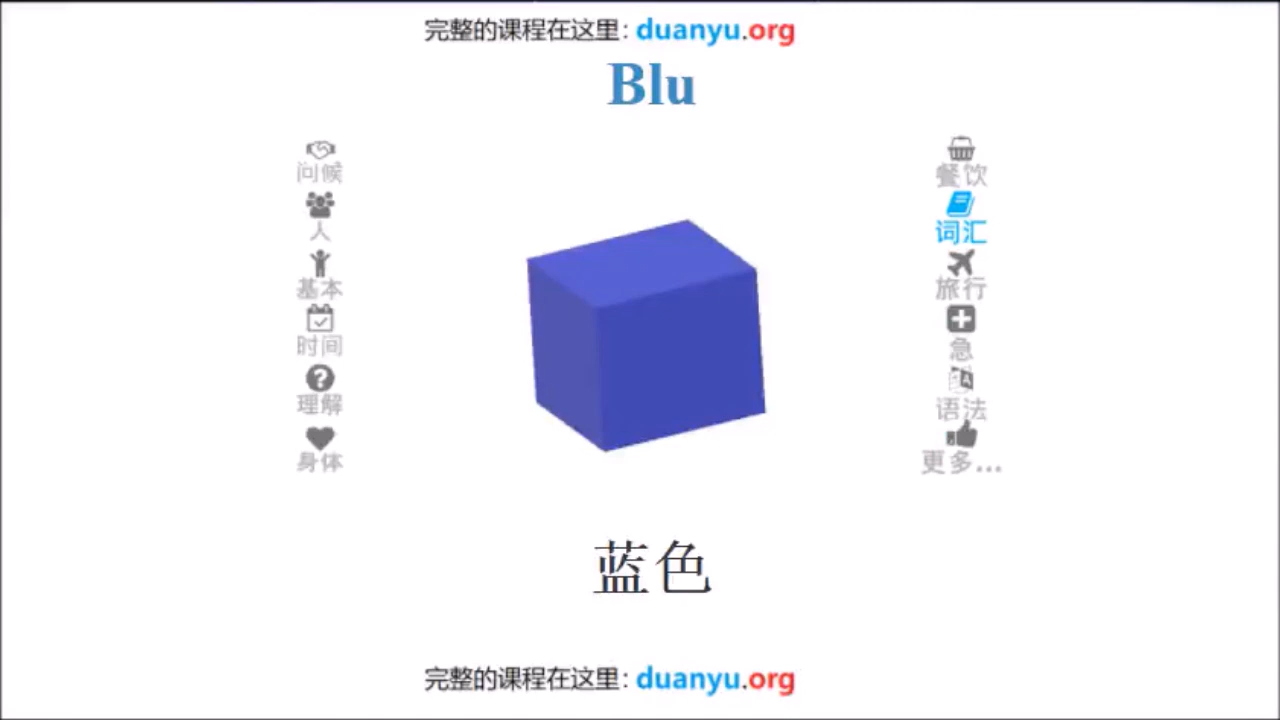 完整的课程在这里: duanyu.org
Blu
问候
人
基本
时间
理解
身体
餐饮
词汇
旅行
急
语法
更多...
蓝色
完整的课程在这里: duanyu.org